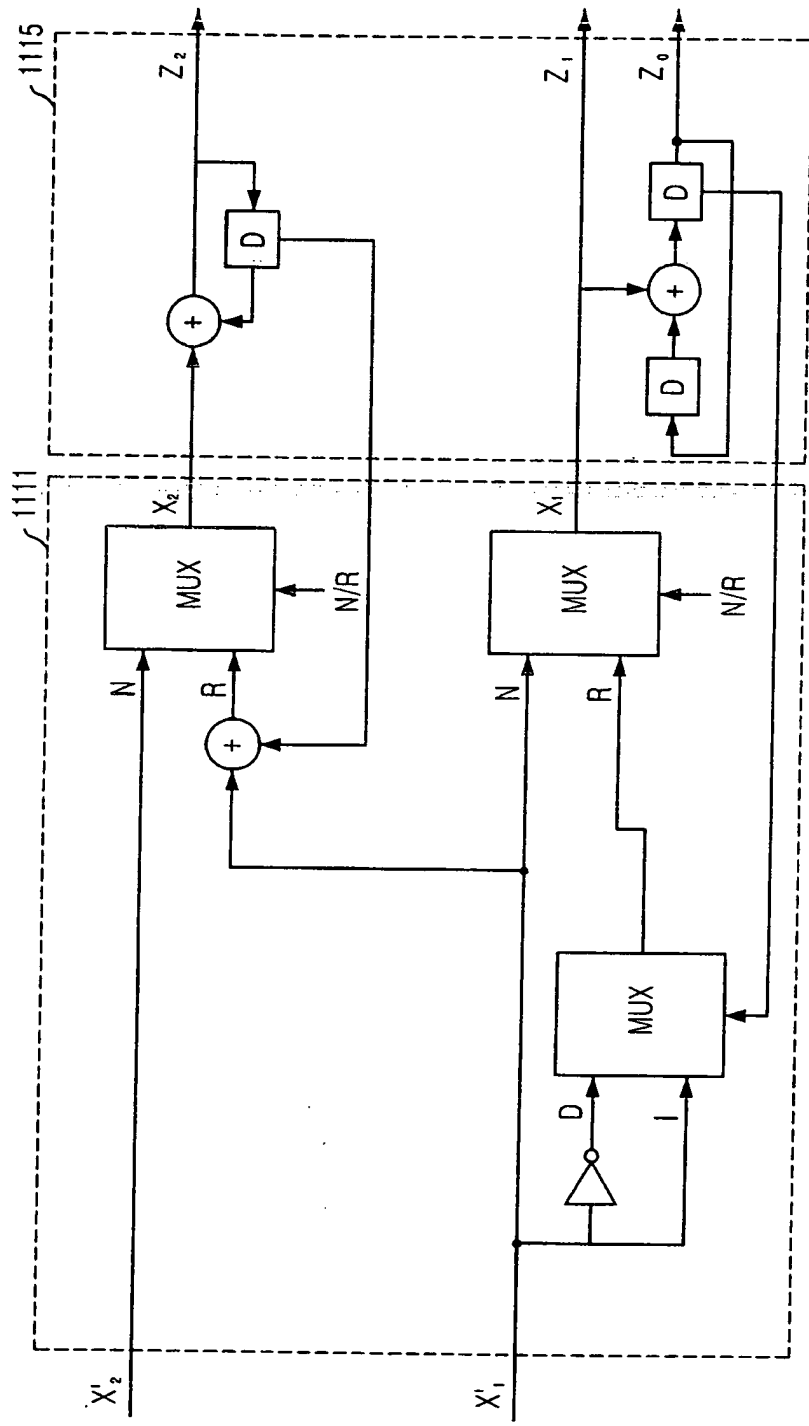 1111
1115
X'₂
N
MUX
X₂
Z₂
R
N/R
+
+
D
X'₁
N
MUX
X₁
Z₁
R
N/R
D
I
MUX
D
+
D
Z₀